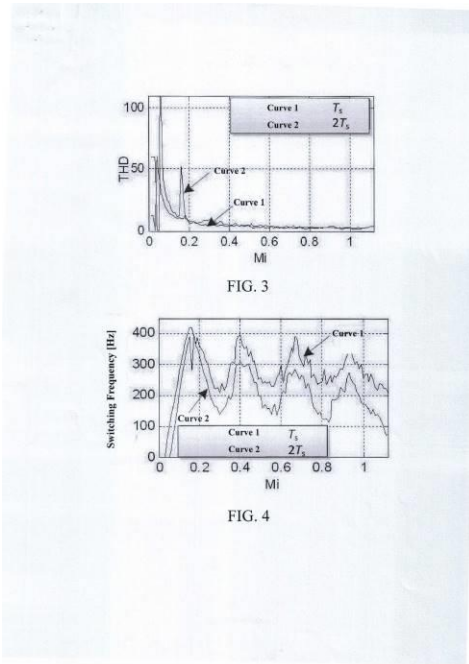 100
50
0
THD
Curve 1 Ts
Curve 2 2Ts
Curve 2
Curve 1
0 0.2 0.4 0.6 0.8 1
Mi
FIG. 3
Switching Frequency [Hz]
400
300
200
100
0
Curve 1
Curve 2
Curve 1 Ts
Curve 2 2Ts
0 0.2 0.4 0.6 0.8 1
Mi
FIG. 4